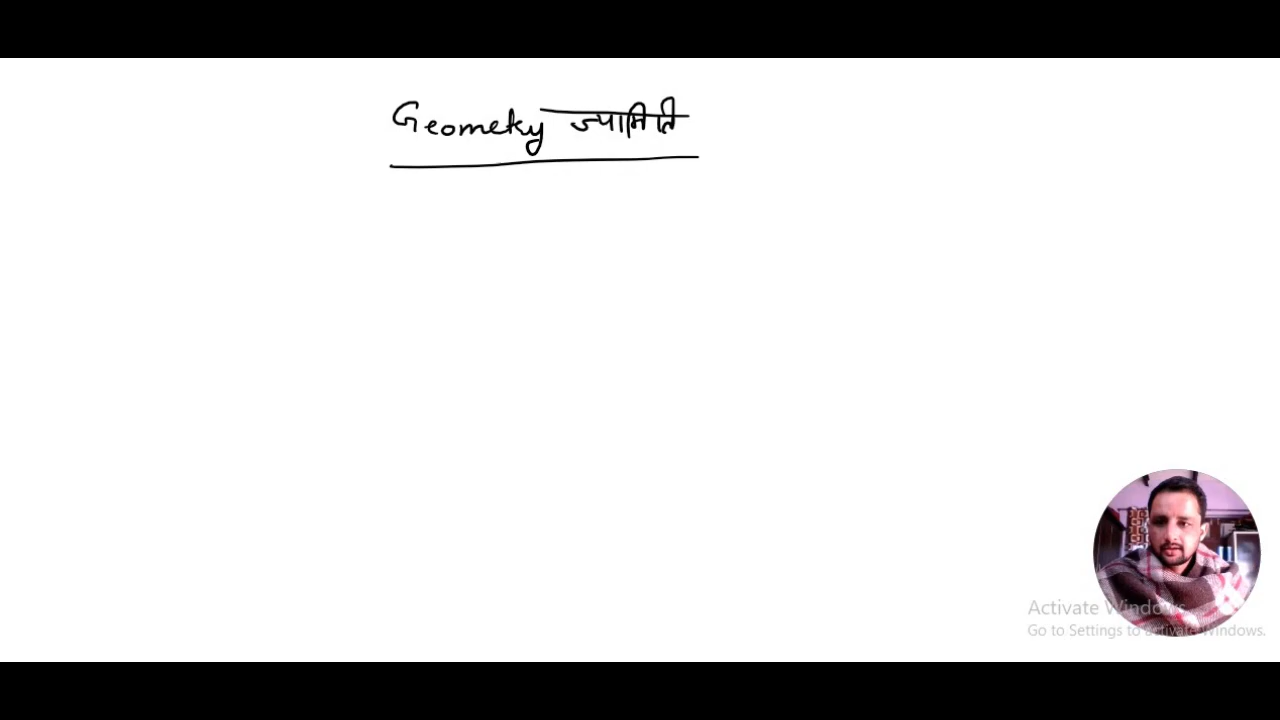 Geometry ज्यामिति
Activate Windows
Go to Settings to activate Windows.